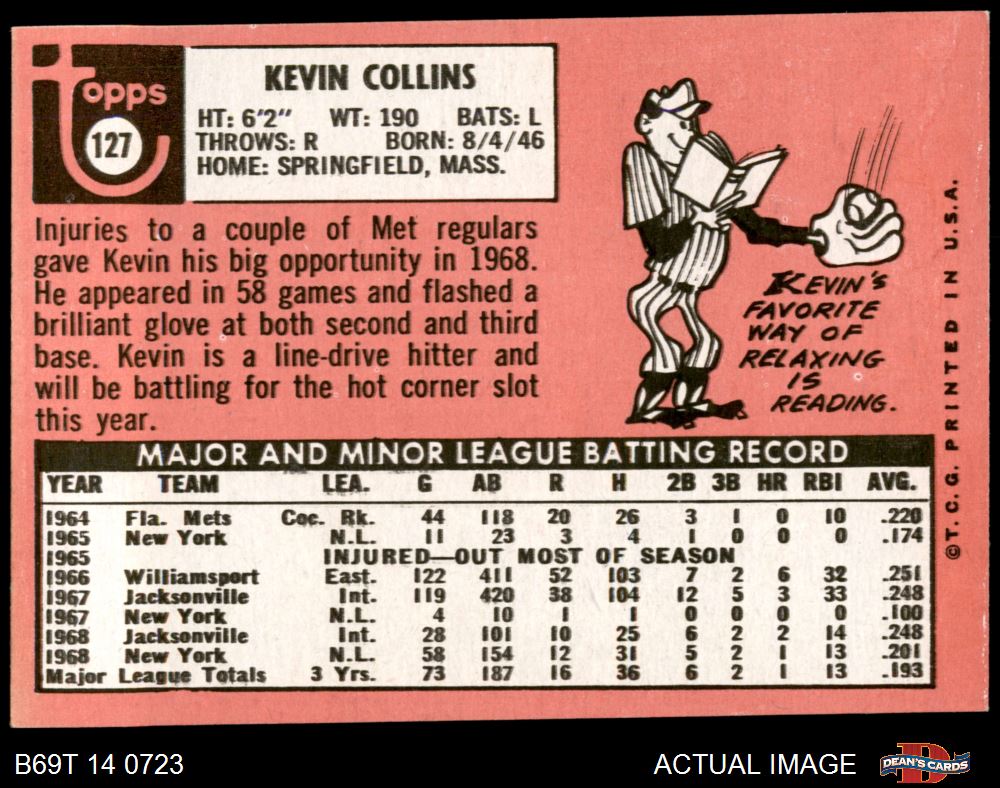 topps
127
KEVIN COLLINS
HT: 6'2" WT: 190 BATS: L
THROWS: R BORN: 8/4/46
HOME: SPRINGFIELD, MASS.
Injuries to a couple of Met regulars
gave Kevin his big opportunity in 1968.
He appeared in 58 games and flashed a
brilliant glove at both second and third
base. Kevin is a line-drive hitter and
will be battling for the hot corner slot
this year.
KEVIN'S
FAVORITE
WAY OF
RELAXING
IS
READING.
©T.C.G. PRINTED IN U.S.A.
MAJOR AND MINOR LEAGUE BATTING RECORD
YEAR TEAM LEA. G AB R H 2B 3B HR RBI AVG.
1964 Fla. Mets Coc. Rk. 44 118 20 26 3 1 0 10 .220
1965 New York N.L. 11 23 3 4 1 0 0 0 .174
1965 INJURED—OUT MOST OF SEASON
1966 Williamsport East. 122 411 52 103 7 2 6 32 .251
1967 Jacksonville Int. 119 420 38 104 12 5 3 33 .248
1967 New York N.L. 4 10 1 1 0 0 0 0 .100
1968 Jacksonville Int. 28 101 10 25 6 2 2 14 .248
1968 New York N.L. 58 154 12 31 5 2 1 13 .201
Major League Totals 3 Yrs. 73 187 16 36 6 2 1 13 .193
B69T 14 0723
ACTUAL IMAGE
DEAN'S CARDS